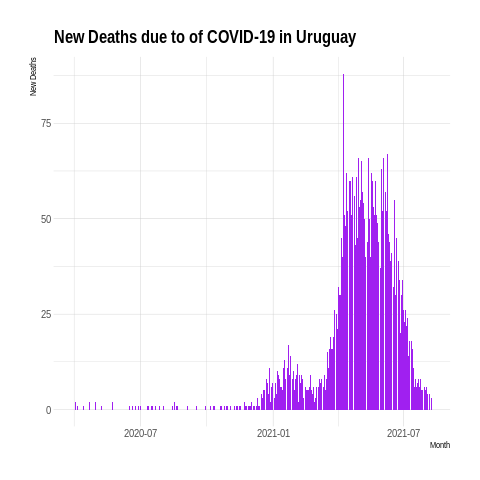 New Deaths due to of COVID-19 in Uruguay
New Deaths
75
50
25
0
2020-07
2021-01
2021-07
Month